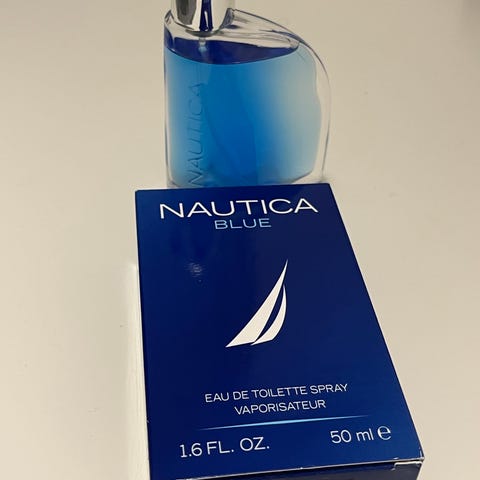 NAUTICA
NAUTICA
BLUE
EAU DE TOILETTE SPRAY
VAPORISATEUR
1.6 FL. OZ. 50 ml ℮